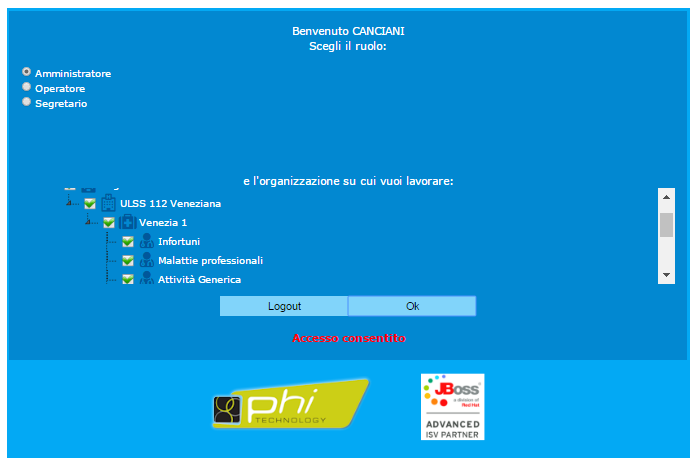 Benvenuto CANCIANI
Scegli il ruolo:
Amministratore
Operatore
Segretario
e l'organizzazione su cui vuoi lavorare:
ULSS 112 Veneziana
Venezia 1
Infortuni
Malattie professionali
Attività Generica
Logout
Ok
Accesso consentito
phi
TECHNOLOGY
JBoss
a division of
Red Hat
ADVANCED
ISV PARTNER